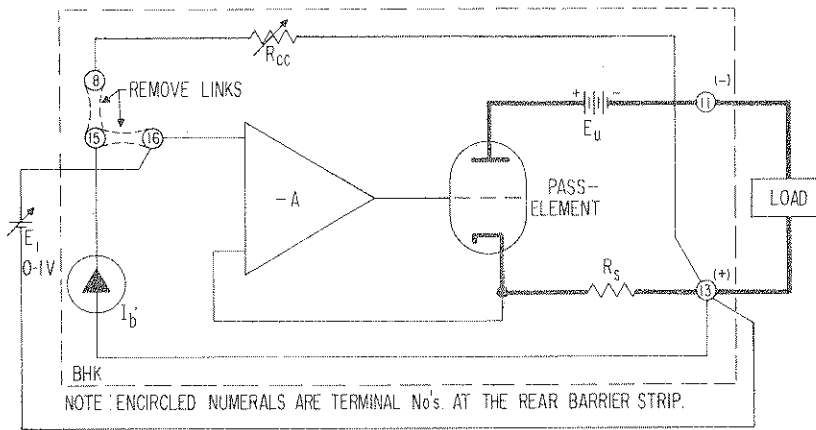 R_CC
8
REMOVE LINKS
15
16
+
-
E_u
11
(-)
-A
PASS-
ELEMENT
LOAD
E_1
0-1V
R_s
(+)
13
I_b'
BHK
NOTE: ENCIRCLED NUMERALS ARE TERMINAL No's. AT THE REAR BARRIER STRIP.